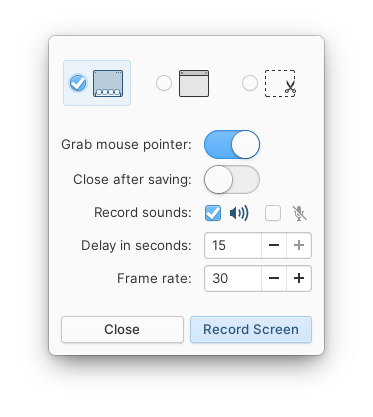 Grab mouse pointer:
Close after saving:
Record sounds:
Delay in seconds: 15
Frame rate: 30
Close Record Screen